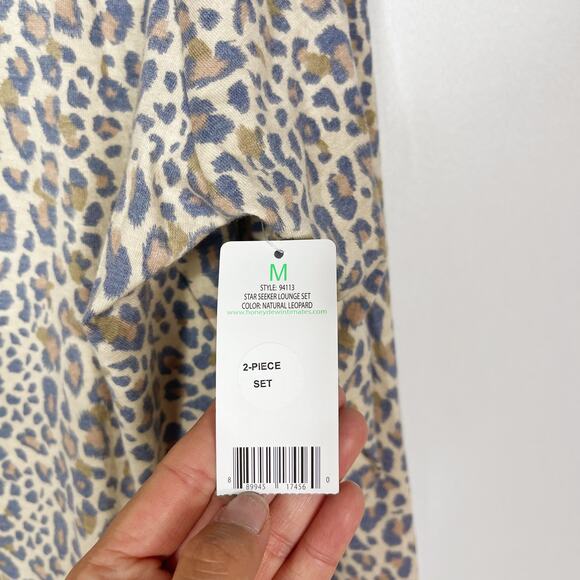 M
STYLE: 94113
STAR SEEKER LOUNGE SET
COLOR: NATURAL LEOPARD
www.honeydewintimates.com
2-PIECE
SET
8 89945 17456 0